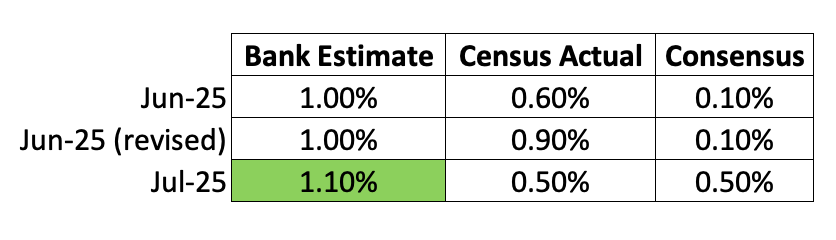 Bank Estimate Census Actual Consensus
Jun-25 1.00% 0.60% 0.10%
Jun-25 (revised) 1.00% 0.90% 0.10%
Jul-25 1.10% 0.50% 0.50%